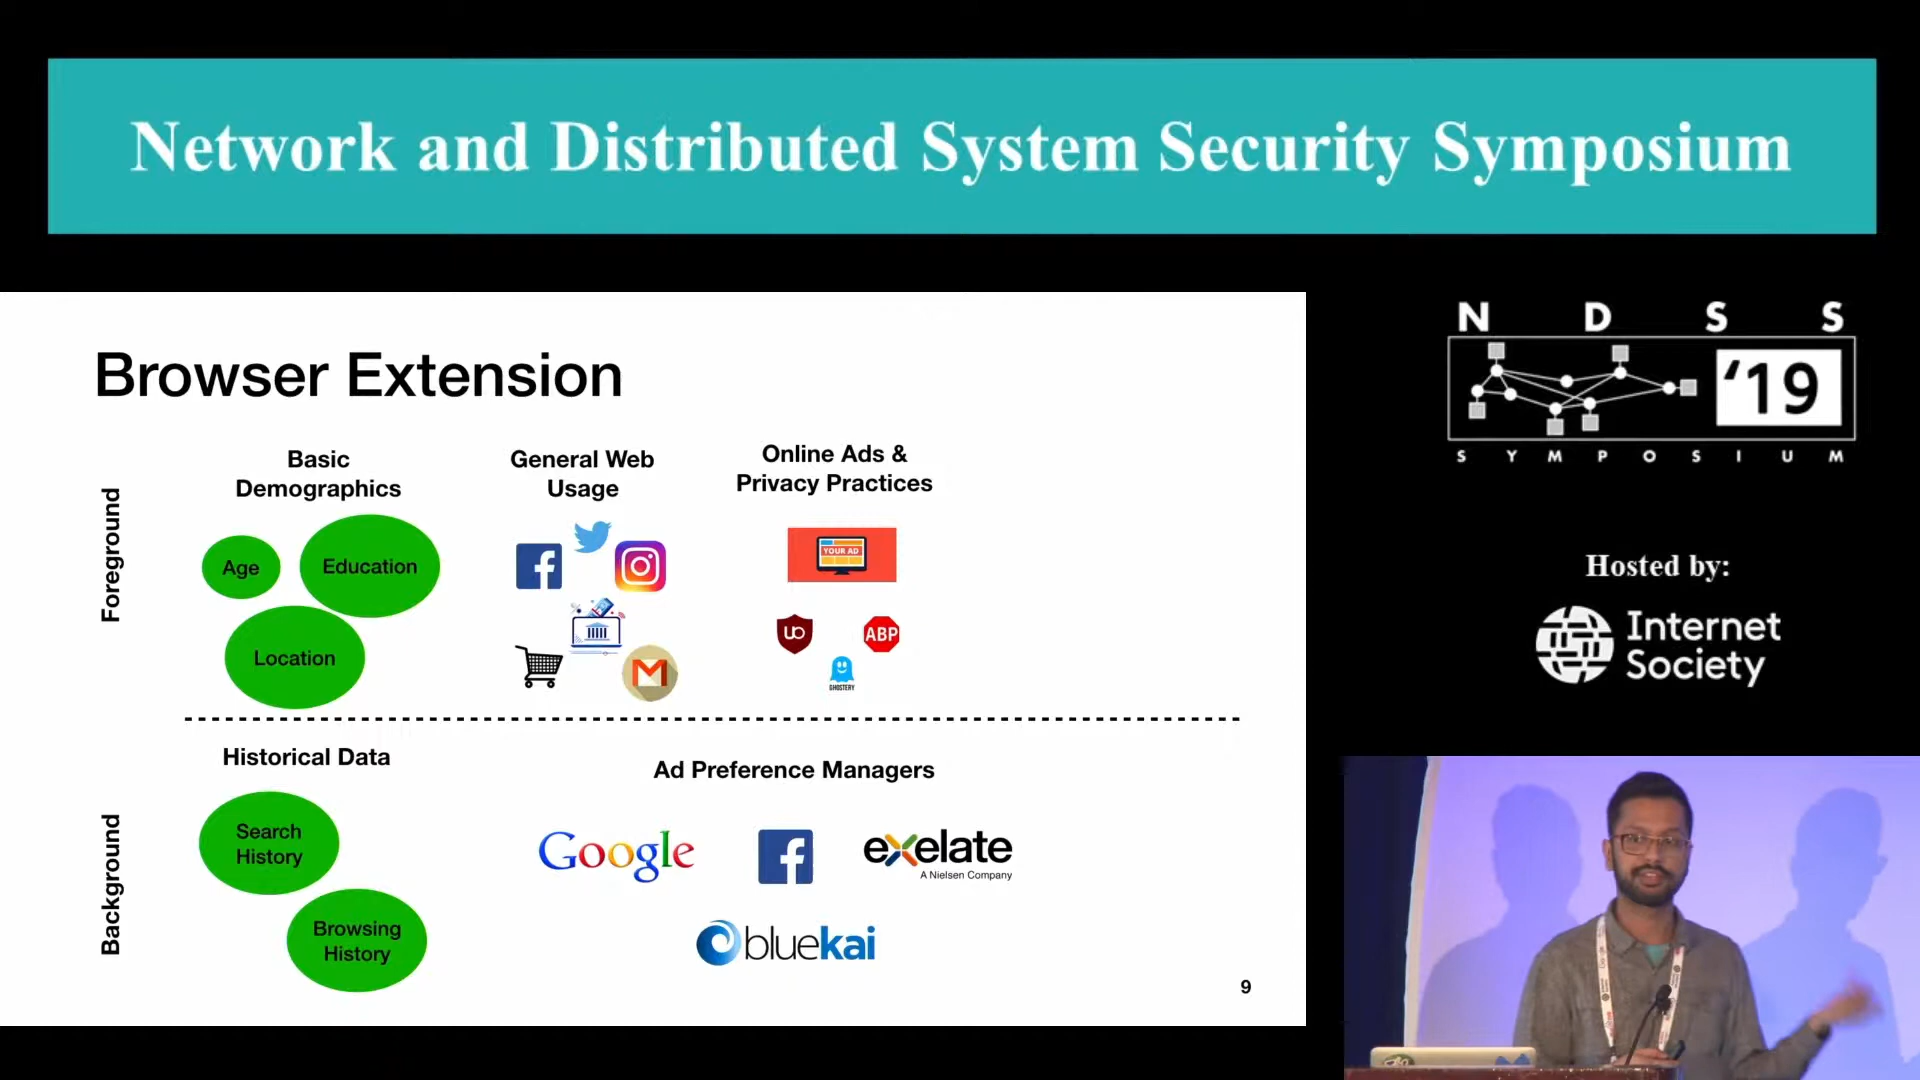 Network and Distributed System Security Symposium
N D S S
'19
S Y M P O S I U M
Hosted by:
Internet
Society
Browser Extension
Foreground
Basic
Demographics
Age
Education
Location
General Web
Usage
Online Ads &
Privacy Practices
YOUR AD
uo
ABP
GHOSTERY
Background
Historical Data
Search
History
Browsing
History
Ad Preference Managers
Google
exelate
A Nielsen Company
bluekai
9